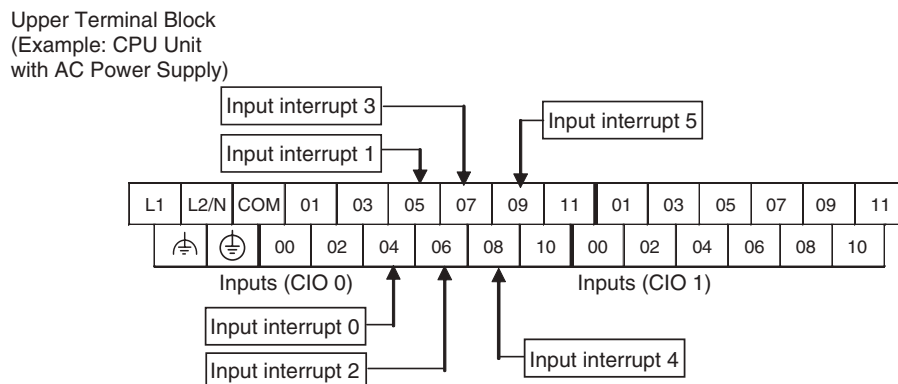 Upper Terminal Block
(Example: CPU Unit
with AC Power Supply)
Input interrupt 3
Input interrupt 5
Input interrupt 1
L1 L2/N COM 01 03 05 07 09 11 01 03 05 07 09 11
00 02 04 06 08 10 00 02 04 06 08 10
Inputs (CIO 0) Inputs (CIO 1)
Input interrupt 0
Input interrupt 2
Input interrupt 4